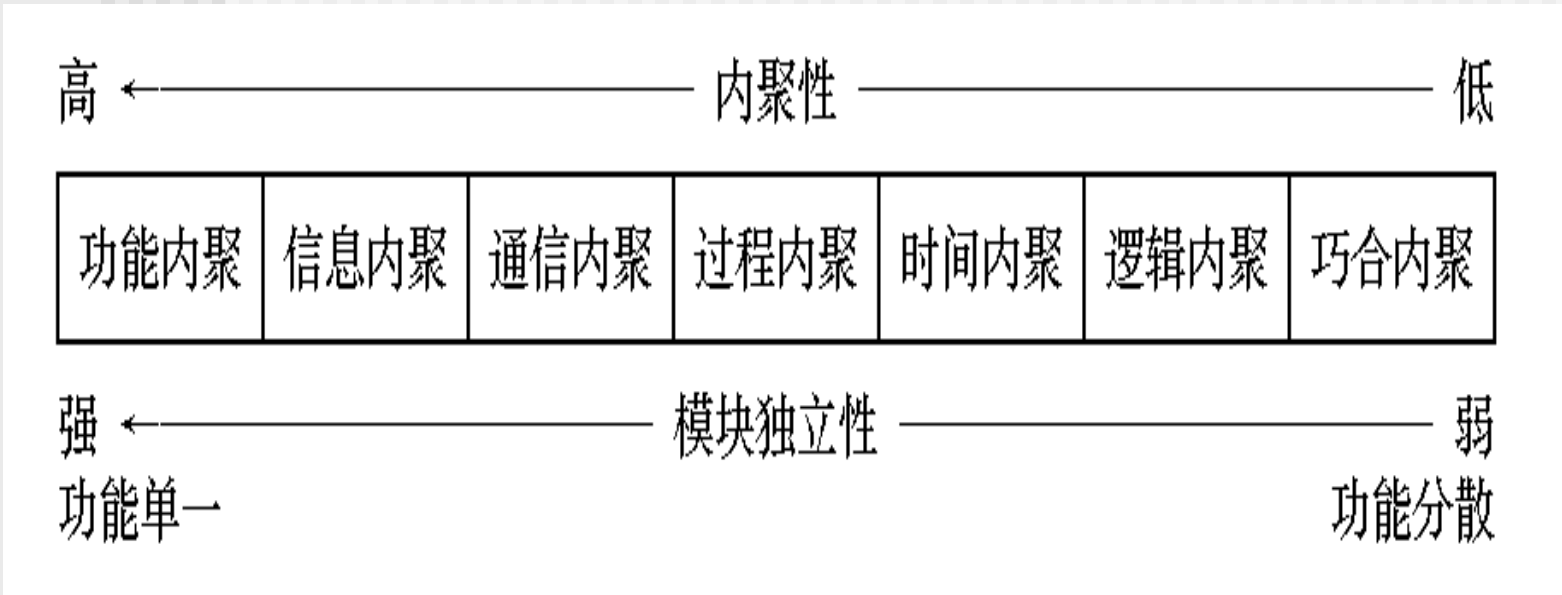 高 内聚性 低
功能内聚 信息内聚 通信内聚 过程内聚 时间内聚 逻辑内聚 巧合内聚
强 模块独立性 弱
功能单一 功能分散